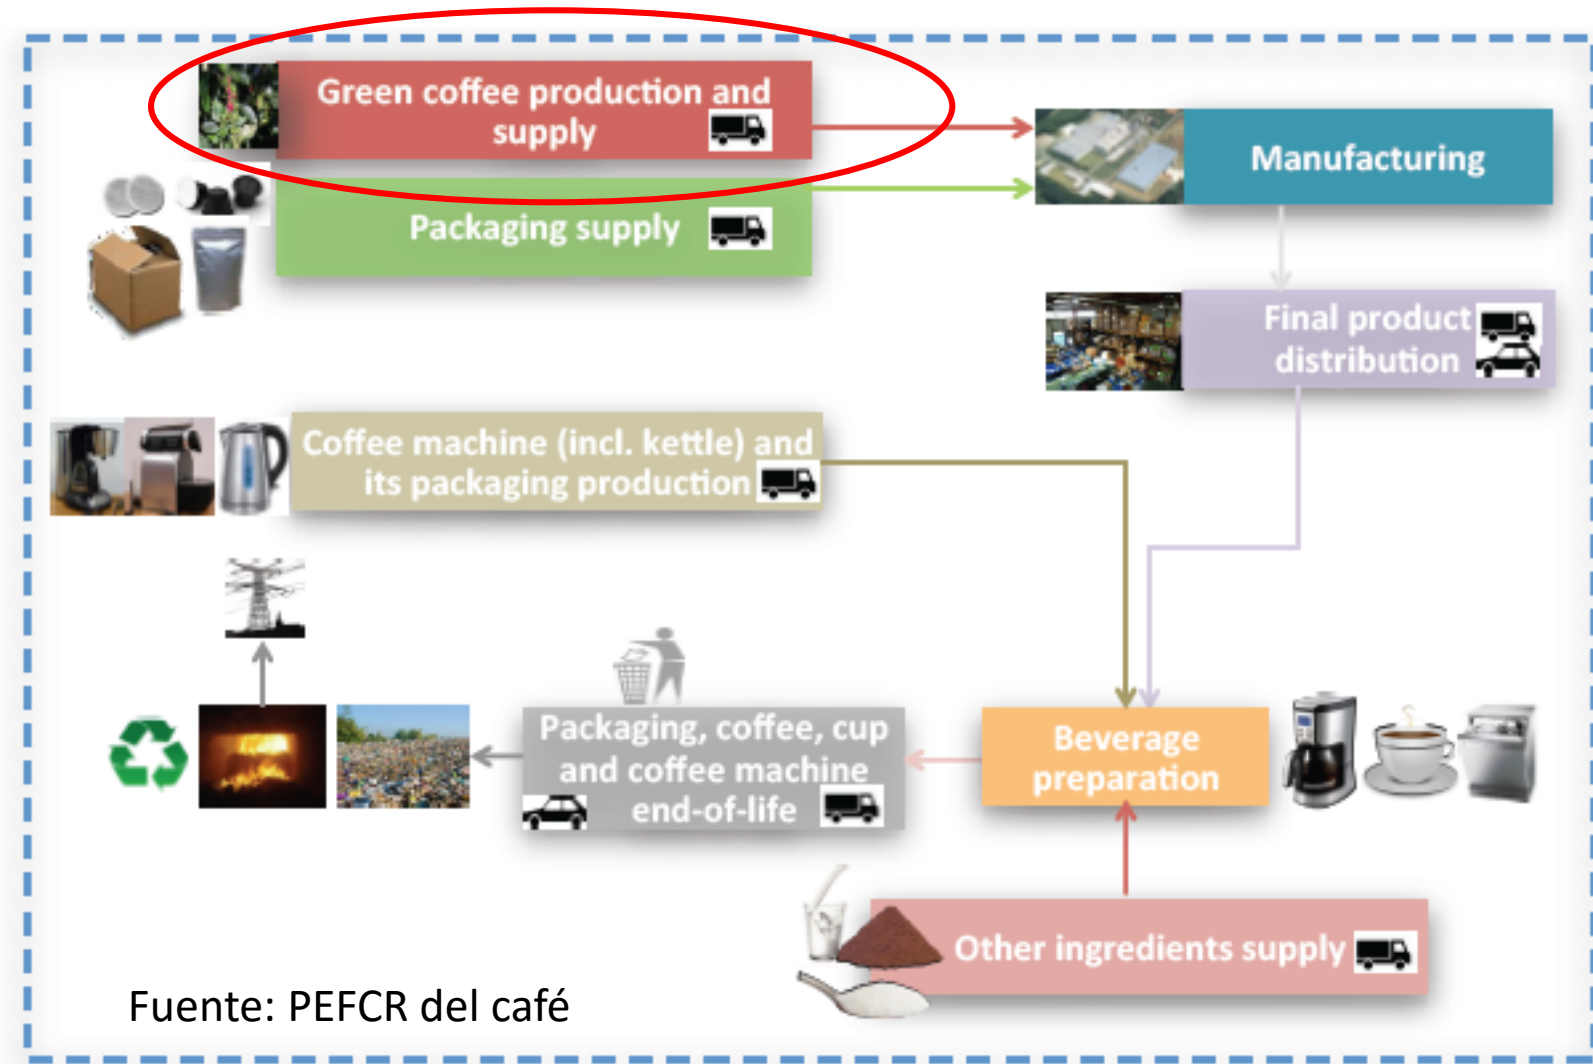 Green coffee production and
supply
Manufacturing
Packaging supply
Final product
distribution
Coffee machine (incl. kettle) and
its packaging production
Packaging, coffee, cup
and coffee machine
end-of-life
Beverage
preparation
Other ingredients supply
Fuente: PEFCR del café